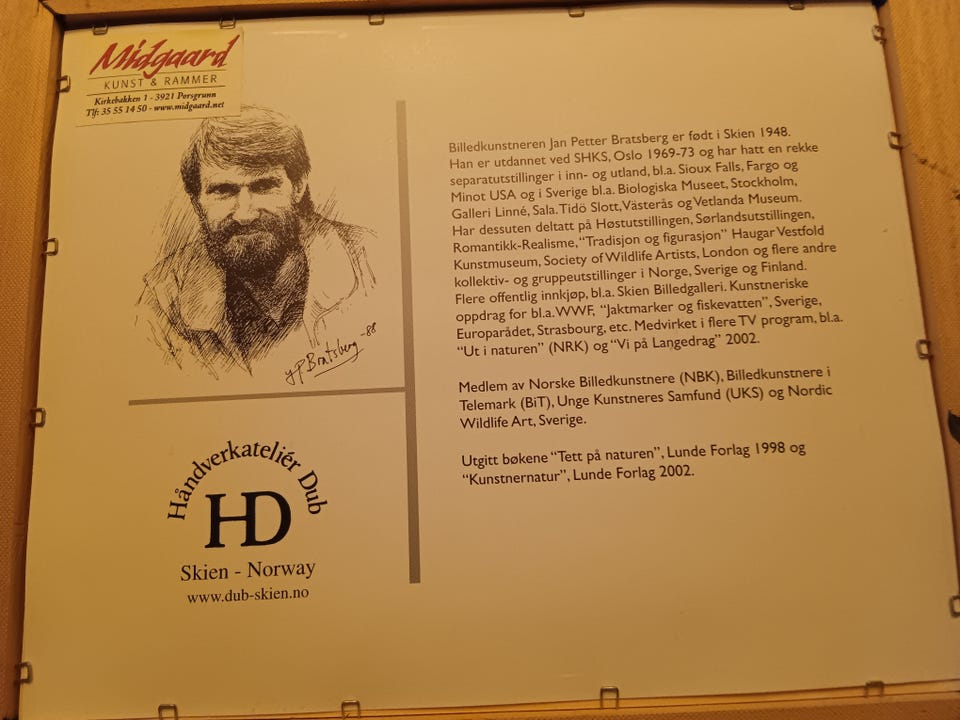 Midgaard
KUNST & RAMMER
Kirkebakken 1 - 3921 Porsgrunn
Tlf: 35 55 14 50 - www.midgaard.net
JP Bratsberg -88
Håndverkateliér Dub
HD
Skien - Norway
www.dub-skien.no
Billedkunstneren Jan Petter Bratsberg er født i Skien 1948.
Han er utdannet ved SHKS, Oslo 1969-73 og har hatt en rekke
separatutstillinger i inn- og utland, bl.a. Sioux Falls, Fargo og
Minot USA og i Sverige bl.a. Biologiska Museet, Stockholm,
Galleri Linné, Sala. Tidö Slott, Västerås og Vetlanda Museum.
Har dessuten deltatt på Høstutstillingen, Sørlandsutstillingen,
Romantikk-Realisme, “Tradisjon og figurasjon” Haugar Vestfold
Kunstmuseum, Society of Wildlife Artists, London og flere andre
kollektiv- og gruppeutstillinger i Norge, Sverige og Finland.
Flere offentlig innkjøp, bl.a. Skien Billedgalleri. Kunstneriske
oppdrag for bl.a. WWF, “Jaktmarker og fiskevatten”, Sverige,
Europarådet, Strasbourg, etc. Medvirket i flere TV program, bl.a.
“Ut i naturen” (NRK) og “Vi på Langedrag” 2002.
Medlem av Norske Billedkunstnere (NBK), Billedkunstnere i
Telemark (BiT), Unge Kunstneres Samfund (UKS) og Nordic
Wildlife Art, Sverige.
Utgitt bøkene “Tett på naturen”, Lunde Forlag 1998 og
“Kunstnernatur”, Lunde Forlag 2002.